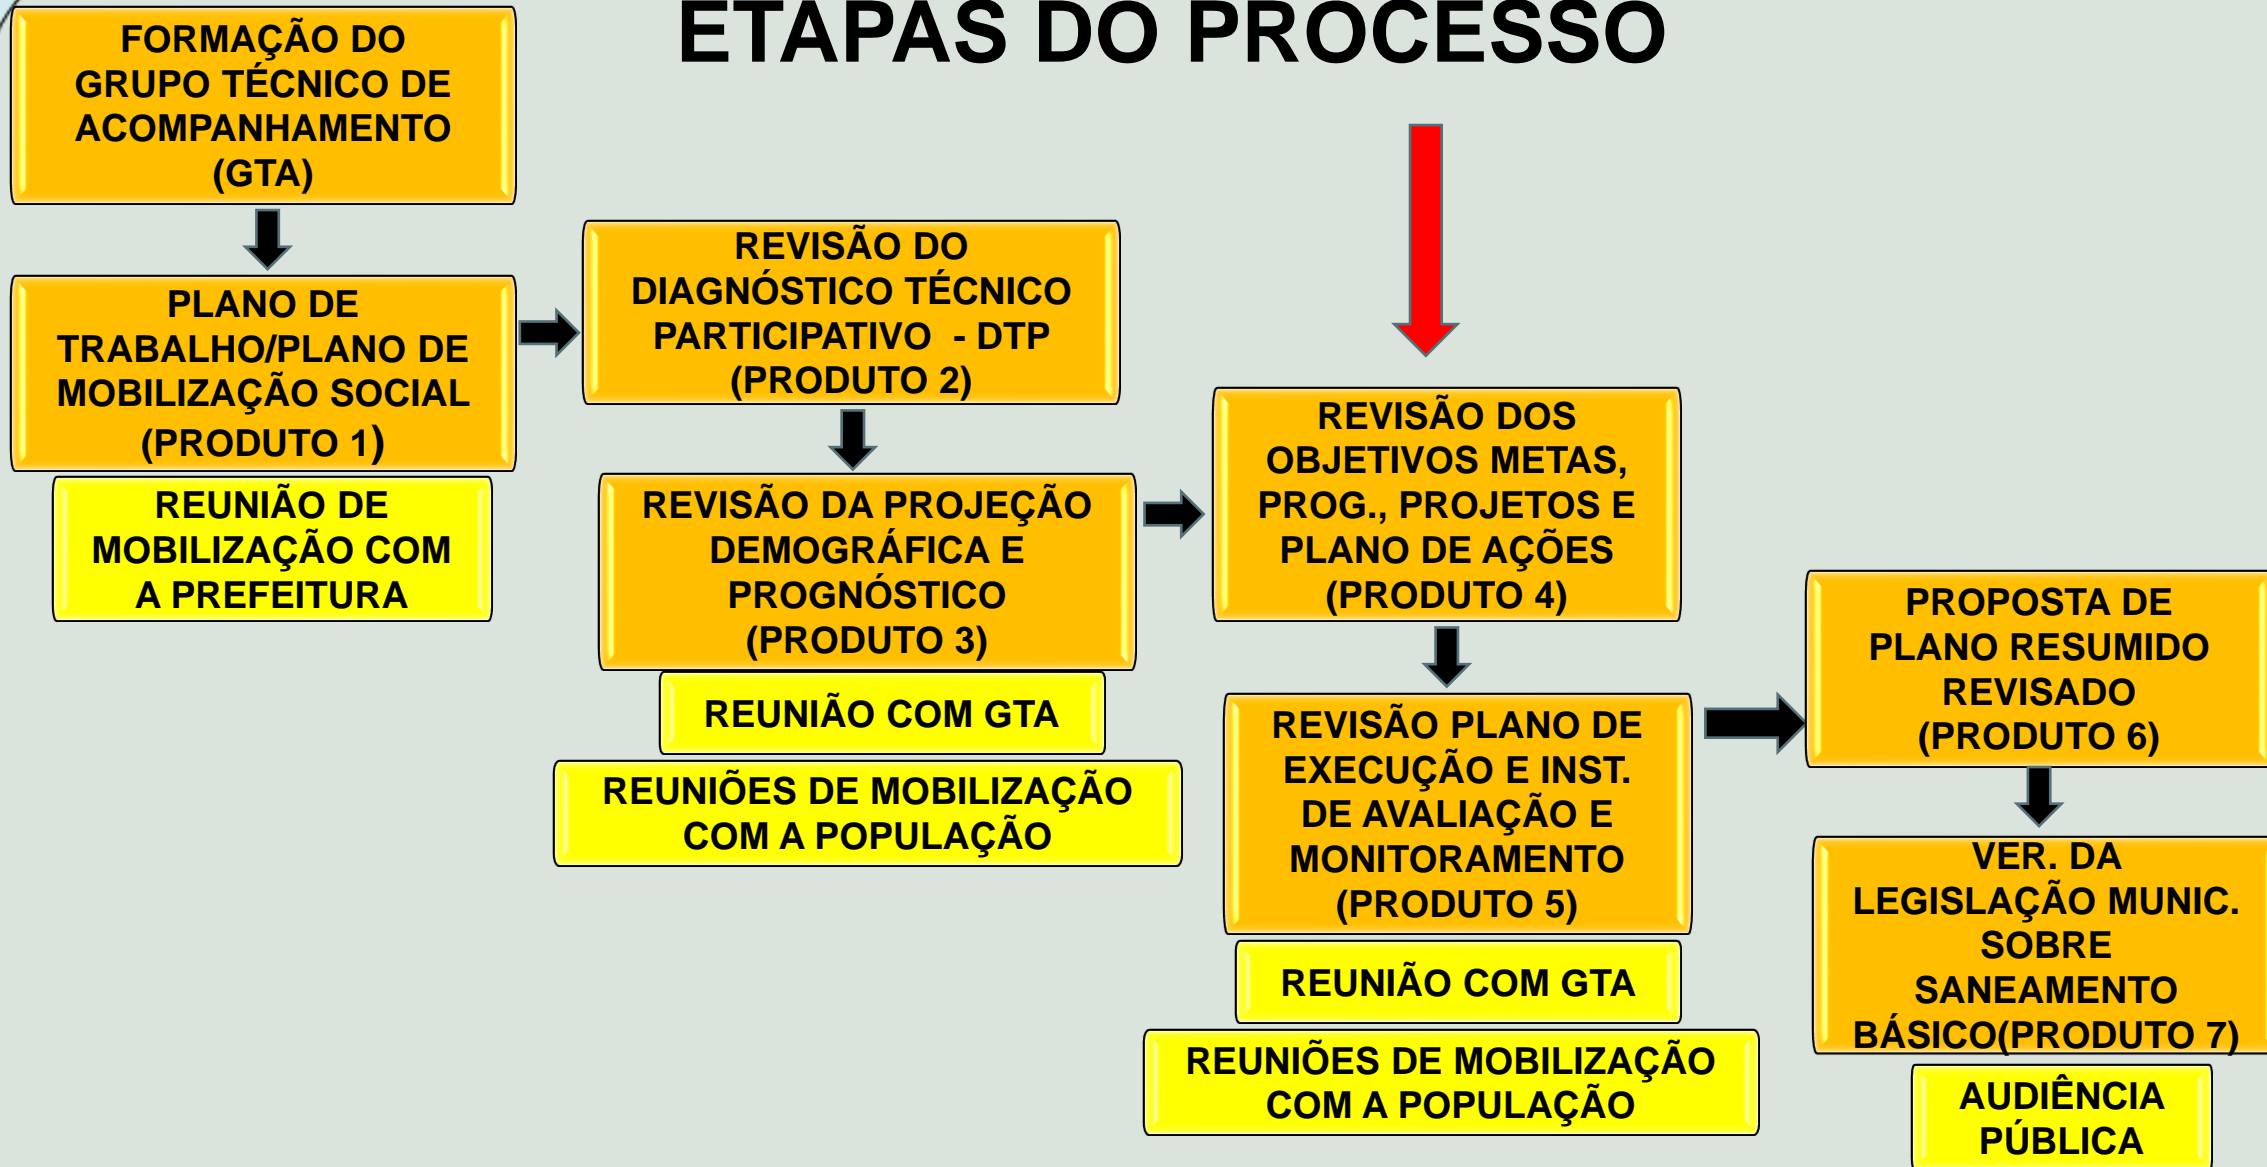 ETAPAS DO PROCESSO
FORMAÇÃO DO
GRUPO TÉCNICO DE
ACOMPANHAMENTO
(GTA)
PLANO DE
TRABALHO/PLANO DE
MOBILIZAÇÃO SOCIAL
(PRODUTO 1)
REUNIÃO DE
MOBILIZAÇÃO COM
A PREFEITURA
REVISÃO DO
DIAGNÓSTICO TÉCNICO
PARTICIPATIVO - DTP
(PRODUTO 2)
REVISÃO DA PROJEÇÃO
DEMOGRÁFICA E
PROGNÓSTICO
(PRODUTO 3)
REUNIÃO COM GTA
REUNIÕES DE MOBILIZAÇÃO
COM A POPULAÇÃO
REVISÃO DOS
OBJETIVOS METAS,
PROG., PROJETOS E
PLANO DE AÇÕES
(PRODUTO 4)
REVISÃO PLANO DE
EXECUÇÃO E INST.
DE AVALIAÇÃO E
MONITORAMENTO
(PRODUTO 5)
REUNIÃO COM GTA
REUNIÕES DE MOBILIZAÇÃO
COM A POPULAÇÃO
PROPOSTA DE
PLANO RESUMIDO
REVISADO
(PRODUTO 6)
VER. DA
LEGISLAÇÃO MUNIC.
SOBRE
SANEAMENTO
BÁSICO(PRODUTO 7)
AUDIÊNCIA
PÚBLICA